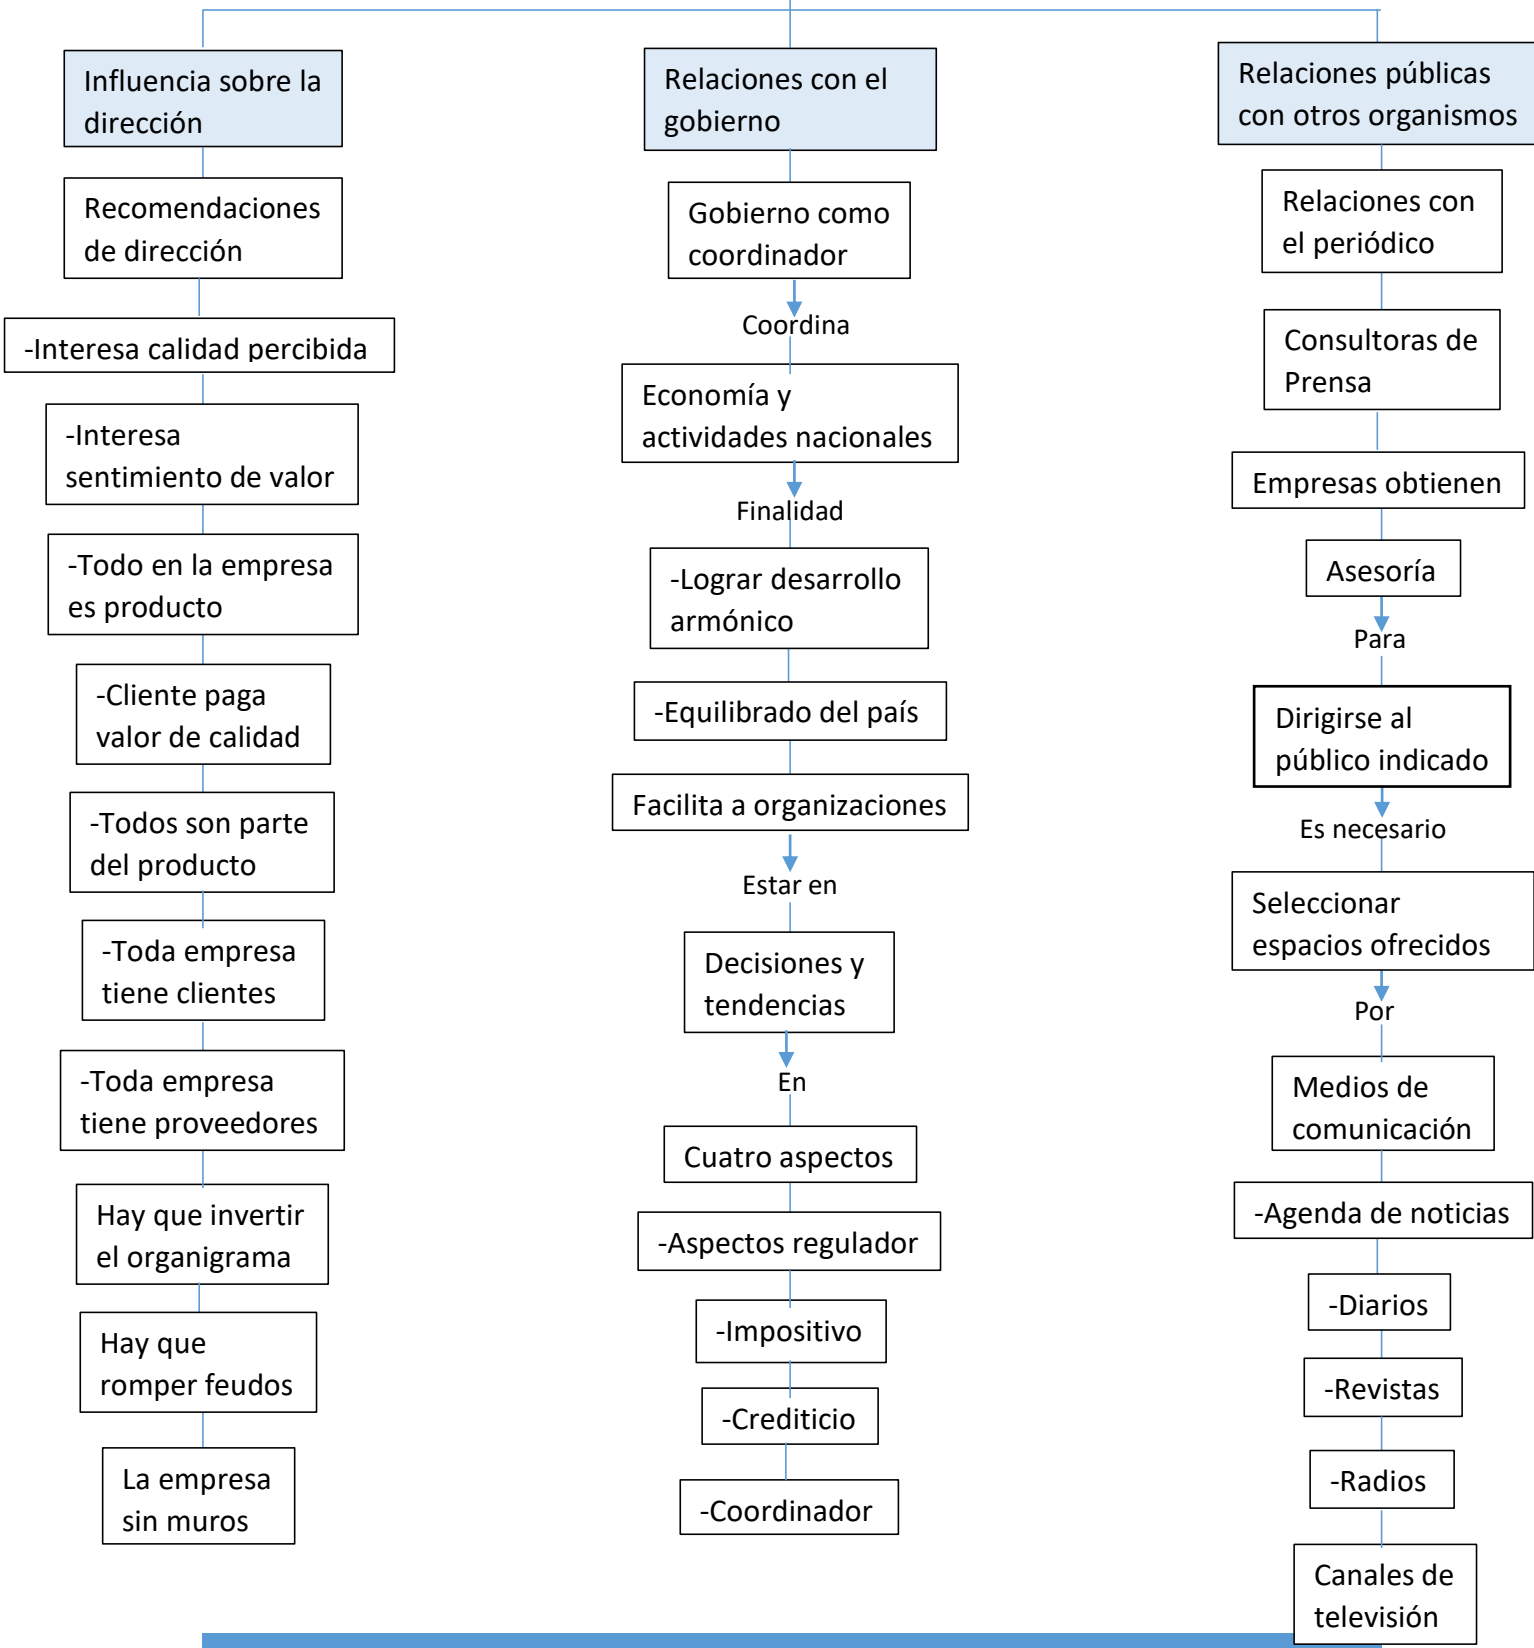 Influencia sobre la
dirección
Recomendaciones
de dirección
-Interesa calidad percibida
-Interesa
sentimiento de valor
-Todo en la empresa
es producto
-Cliente paga
valor de calidad
-Todos son parte
del producto
-Toda empresa
tiene clientes
-Toda empresa
tiene proveedores
Hay que invertir
el organigrama
Hay que
romper feudos
La empresa
sin muros
Relaciones con el
gobierno
Gobierno como
coordinador
Coordina
Economía y
actividades nacionales
Finalidad
-Lograr desarrollo
armónico
-Equilibrado del país
Facilita a organizaciones
Estar en
Decisiones y
tendencias
En
Cuatro aspectos
-Aspectos regulador
-Impositivo
-Crediticio
-Coordinador
Relaciones públicas
con otros organismos
Relaciones con
el periódico
Consultoras de
Prensa
Empresas obtienen
Asesoría
Para
Dirigirse al
público indicado
Es necesario
Seleccionar
espacios ofrecidos
Por
Medios de
comunicación
-Agenda de noticias
-Diarios
-Revistas
-Radios
Canales de
televisión